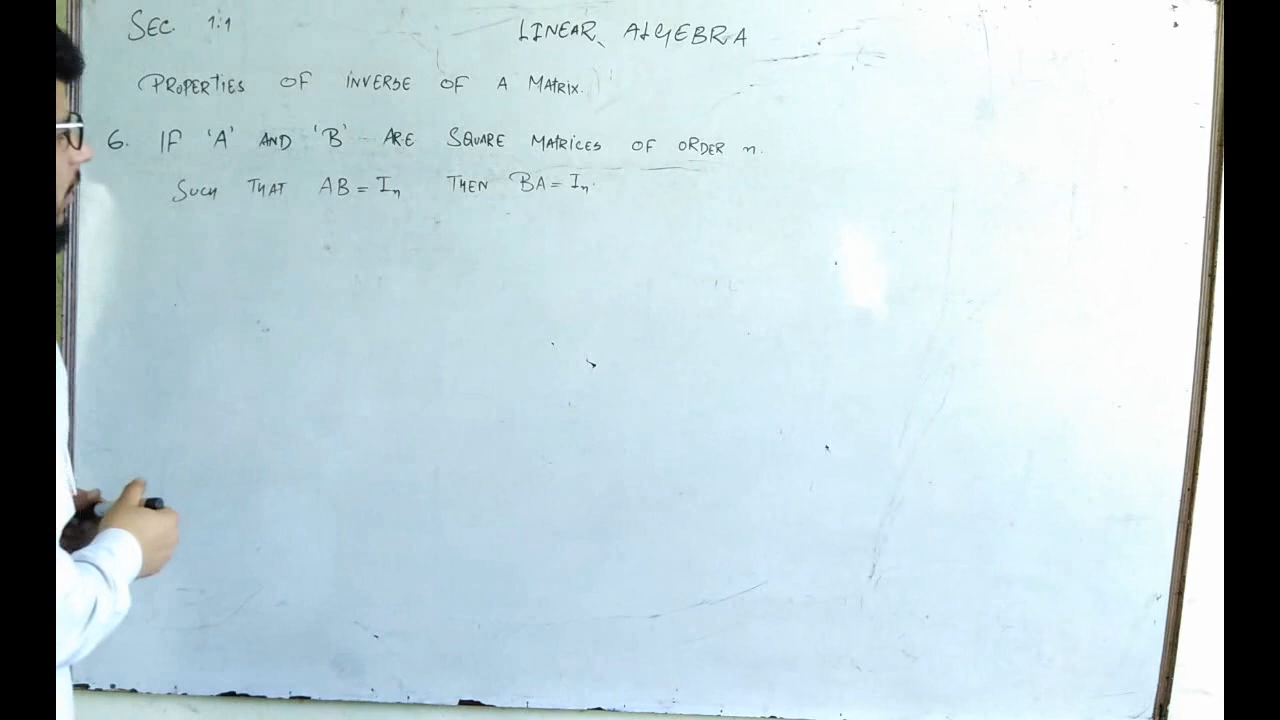 SEC. 1.1 LINEAR ALGEBRA
PROPERTIES OF INVERSE OF A MATRIX.
6. IF 'A' AND 'B' ARE SQUARE MATRICES OF ORDER n.
SUCH THAT AB = Iₙ THEN BA = Iₙ.